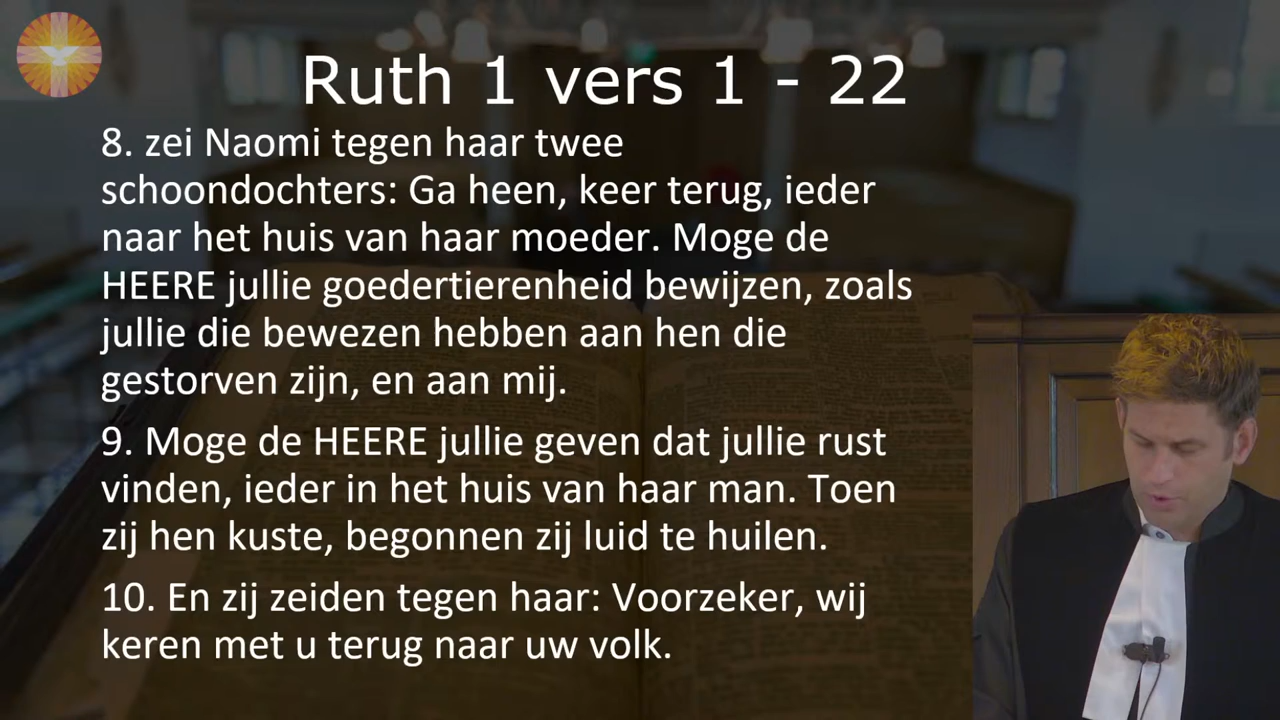 Ruth 1 vers 1 - 22
8. zei Naomi tegen haar twee
schoondochters: Ga heen, keer terug, ieder
naar het huis van haar moeder. Moge de
HEERE jullie goedertierenheid bewijzen, zoals
jullie die bewezen hebben aan hen die
gestorven zijn, en aan mij.
9. Moge de HEERE jullie geven dat jullie rust
vinden, ieder in het huis van haar man. Toen
zij hen kuste, begonnen zij luid te huilen.
10. En zij zeiden tegen haar: Voorzeker, wij
keren met u terug naar uw volk.